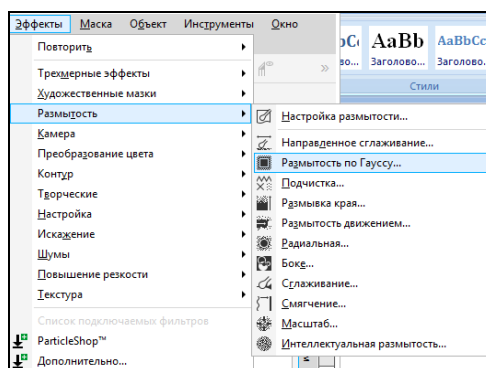 Эффекты Маска Объект Инструменты Окно
Повторить
Трехмерные эффекты
Художественные мазки
Размытость
Камера
Преобразование цвета
Контур
Творческие
Настройка
Искажение
Шумы
Повышение резкости
Текстура
Список подключаемых фильтров
ParticleShop™
Дополнительно...
Настройка размытости...
Направленное сглаживание...
Размытость по Гауссу...
Подчистка...
Размывка края...
Размытость движением...
Радиальная...
Боке...
Сглаживание...
Смягчение...
Масштаб...
Интеллектуальная размытость...
AaBb AaBbCc
Заголово... Заголово.
Стили